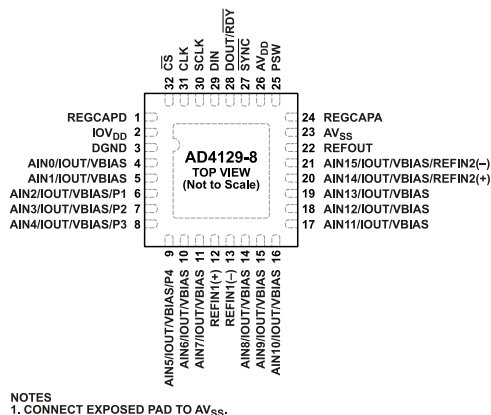 32 C̅S̅
31 CLK
30 SCLK
29 DIN
28 DOUT/R̅D̅Y̅
27 S̅Y̅N̅C̅
26 AVDD
25 PSW
REGCAPD 1
IOVDD 2
DGND 3
AIN0/IOUT/VBIAS 4
AIN1/IOUT/VBIAS 5
AIN2/IOUT/VBIAS/P1 6
AIN3/IOUT/VBIAS/P2 7
AIN4/IOUT/VBIAS/P3 8
AD4129-8
TOP VIEW
(Not to Scale)
24 REGCAPA
23 AVSS
22 REFOUT
21 AIN15/IOUT/VBIAS/REFIN2(–)
20 AIN14/IOUT/VBIAS/REFIN2(+)
19 AIN13/IOUT/VBIAS
18 AIN12/IOUT/VBIAS
17 AIN11/IOUT/VBIAS
AIN5/IOUT/VBIAS/P4 9
AIN6/IOUT/VBIAS 10
AIN7/IOUT/VBIAS 11
REFIN1(+) 12
REFIN1(–) 13
AIN8/IOUT/VBIAS 14
AIN9/IOUT/VBIAS 15
AIN10/IOUT/VBIAS 16
NOTES
1. CONNECT EXPOSED PAD TO AVSS.